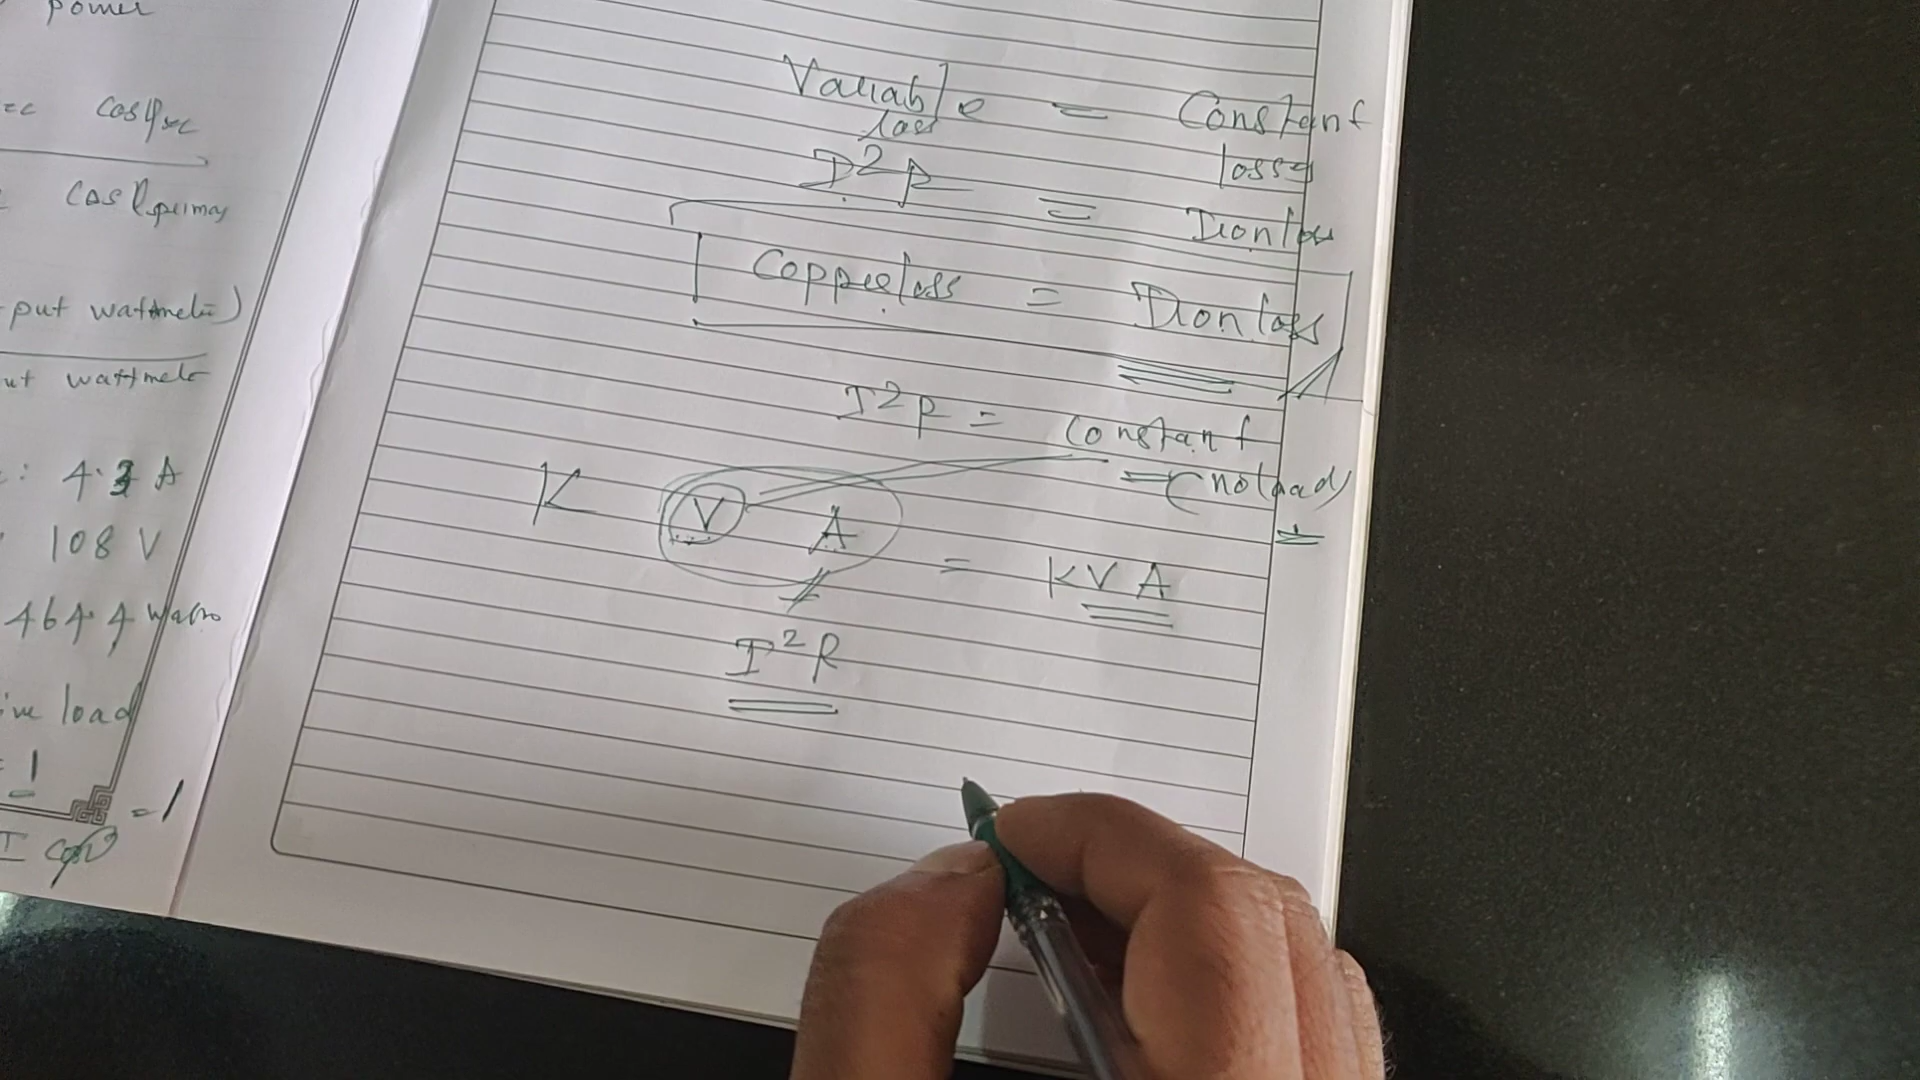 power
cosφsec
cosφprimary
put wattmeter)
ut wattmeter
: 4.3 A
108 V
464.4 watts
ive load
= 1
= 1
I cosφ
Variable = Constant
loss losses
I²R = Iron loss
Copper loss = Iron loss
I²R = Constant
= (no load)
K V A = KVA
I²R